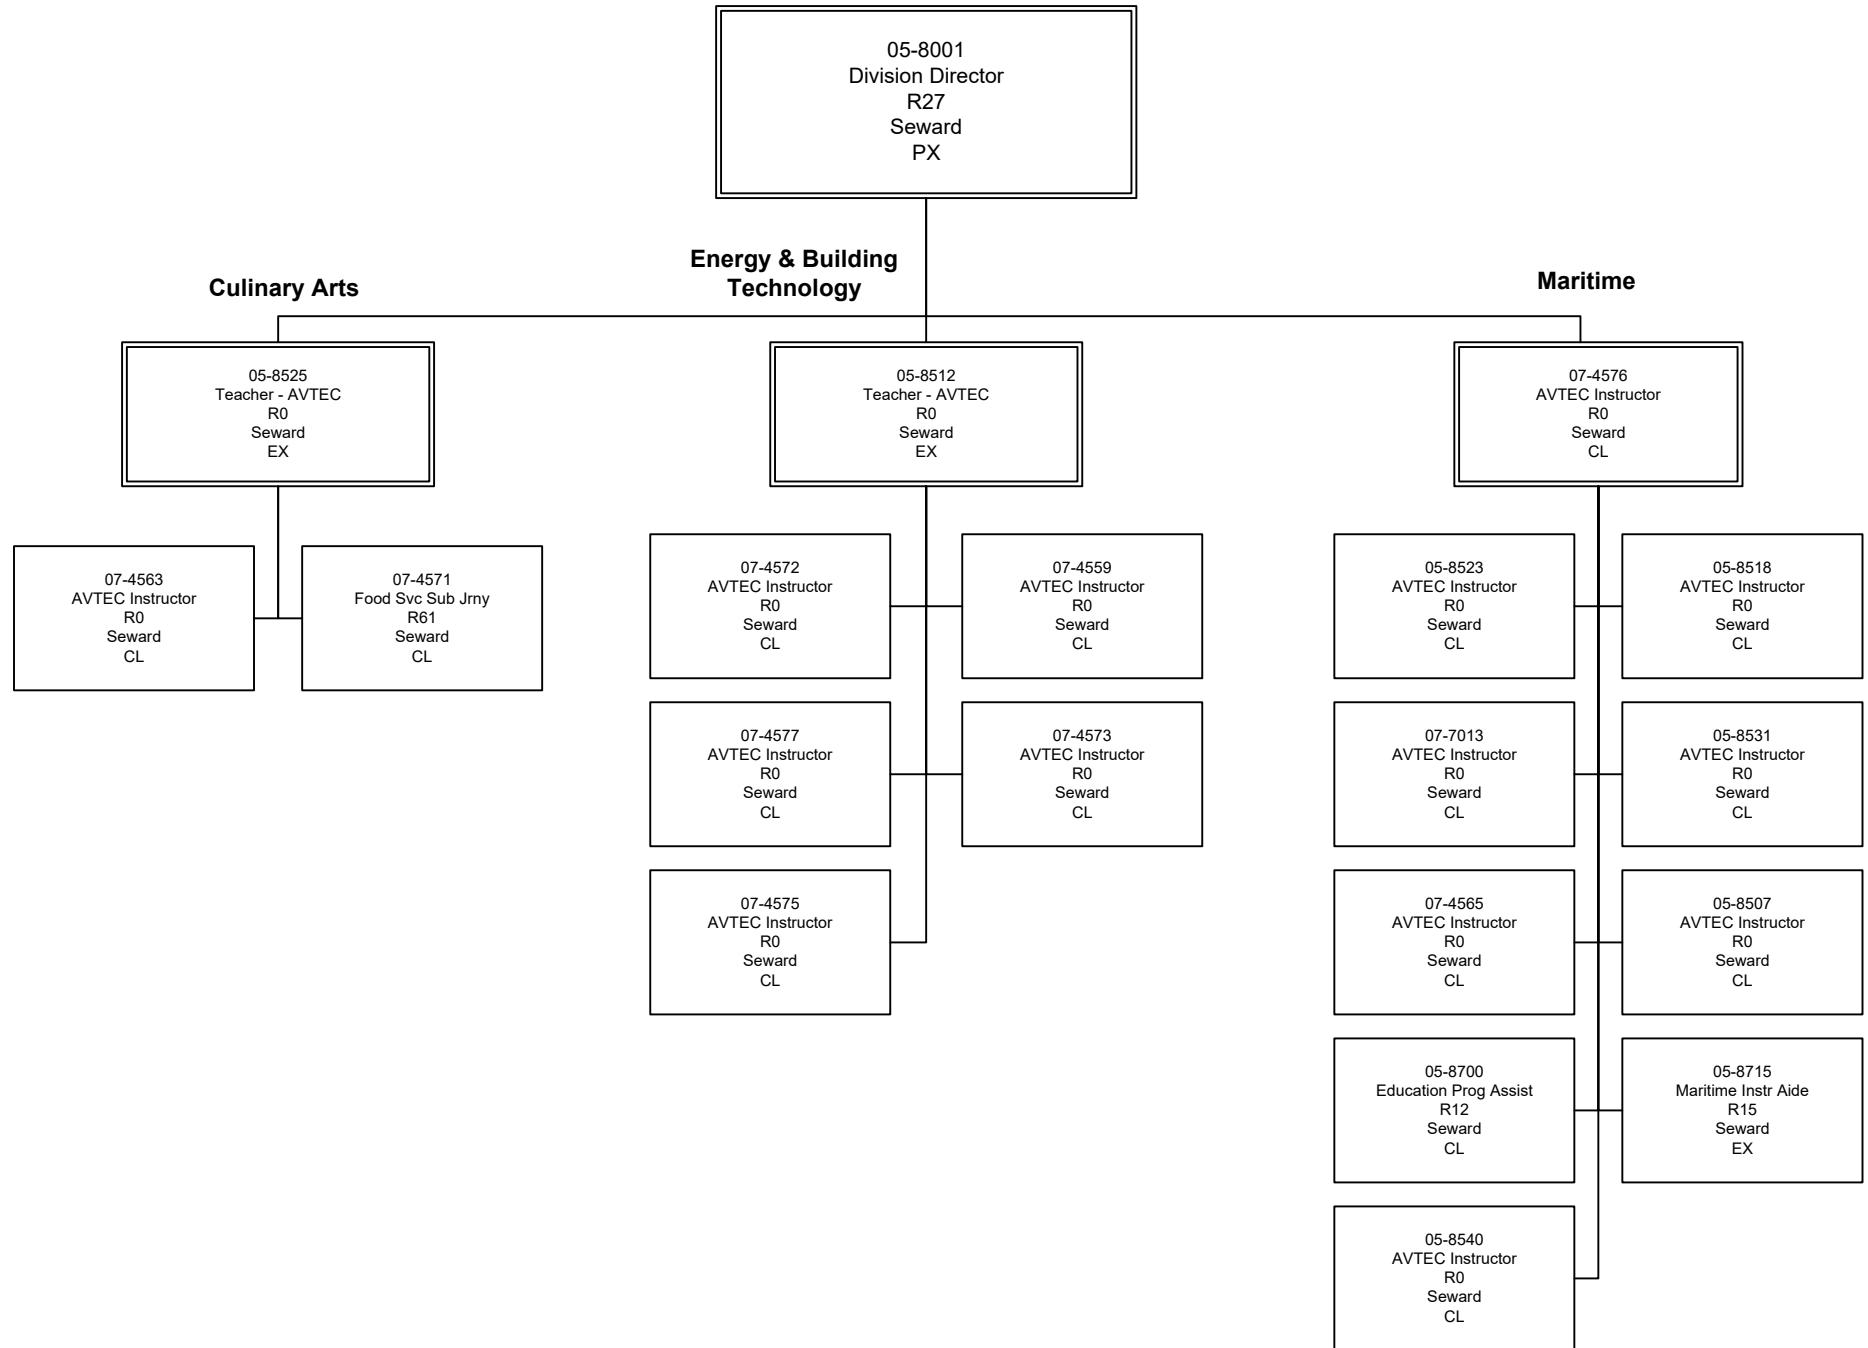 05-8001
Division Director
R27
Seward
PX
Culinary Arts
Energy & Building
Technology
Maritime
05-8525
Teacher - AVTEC
R0
Seward
EX
05-8512
Teacher - AVTEC
R0
Seward
EX
07-4576
AVTEC Instructor
R0
Seward
CL
07-4563
AVTEC Instructor
R0
Seward
CL
07-4571
Food Svc Sub Jrny
R61
Seward
CL
07-4572
AVTEC Instructor
R0
Seward
CL
07-4559
AVTEC Instructor
R0
Seward
CL
07-4577
AVTEC Instructor
R0
Seward
CL
07-4573
AVTEC Instructor
R0
Seward
CL
07-4575
AVTEC Instructor
R0
Seward
CL
05-8523
AVTEC Instructor
R0
Seward
CL
05-8518
AVTEC Instructor
R0
Seward
CL
07-7013
AVTEC Instructor
R0
Seward
CL
05-8531
AVTEC Instructor
R0
Seward
CL
07-4565
AVTEC Instructor
R0
Seward
CL
05-8507
AVTEC Instructor
R0
Seward
CL
05-8700
Education Prog Assist
R12
Seward
CL
05-8715
Maritime Instr Aide
R15
Seward
EX
05-8540
AVTEC Instructor
R0
Seward
CL